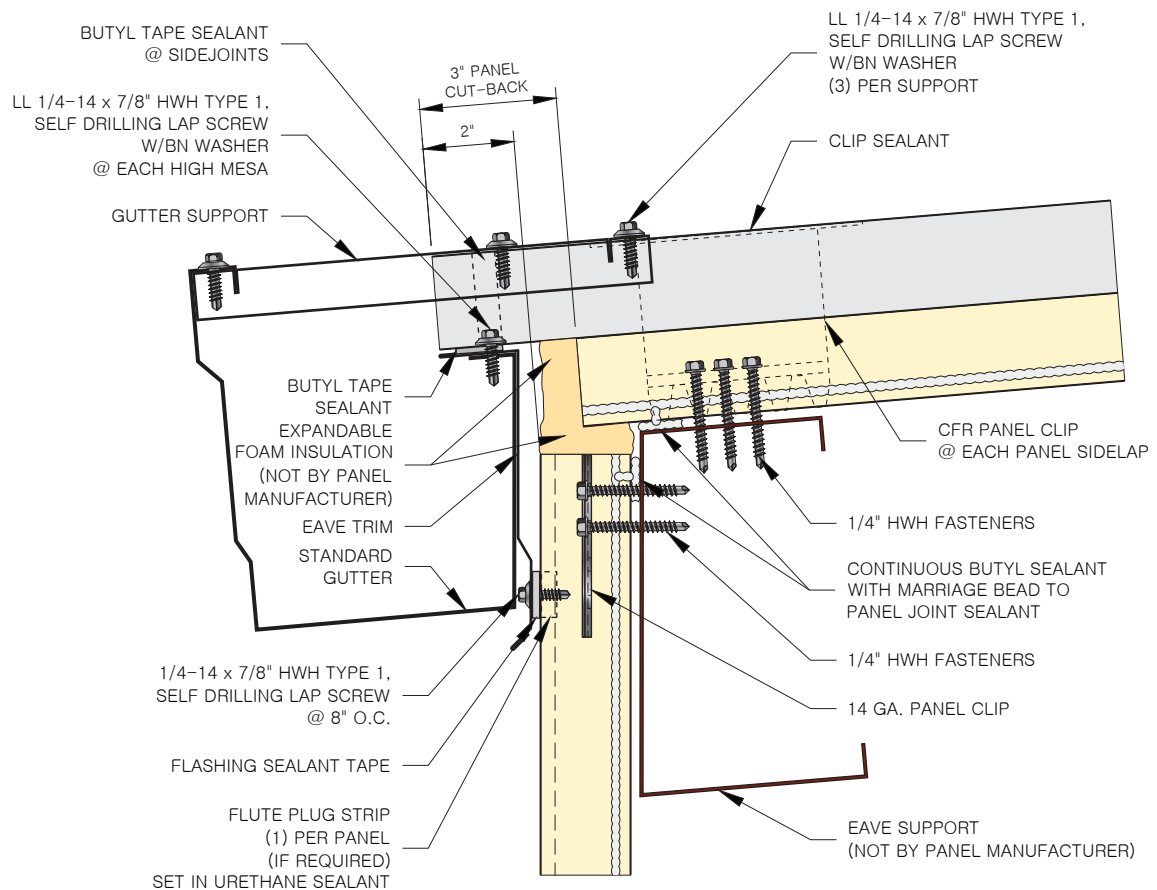 BUTYL TAPE SEALANT
@ SIDEJOINTS
LL 1/4-14 x 7/8" HWH TYPE 1,
SELF DRILLING LAP SCREW
W/BN WASHER
@ EACH HIGH MESA
GUTTER SUPPORT
3" PANEL
CUT-BACK
2"
LL 1/4-14 x 7/8" HWH TYPE 1,
SELF DRILLING LAP SCREW
W/BN WASHER
(3) PER SUPPORT
CLIP SEALANT
BUTYL TAPE
SEALANT
EXPANDABLE
FOAM INSULATION
(NOT BY PANEL
MANUFACTURER)
EAVE TRIM
STANDARD
GUTTER
1/4-14 x 7/8" HWH TYPE 1,
SELF DRILLING LAP SCREW
@ 8" O.C.
FLASHING SEALANT TAPE
FLUTE PLUG STRIP
(1) PER PANEL
(IF REQUIRED)
SET IN URETHANE SEALANT
CFR PANEL CLIP
@ EACH PANEL SIDELAP
1/4" HWH FASTENERS
CONTINUOUS BUTYL SEALANT
WITH MARRIAGE BEAD TO
PANEL JOINT SEALANT
1/4" HWH FASTENERS
14 GA. PANEL CLIP
EAVE SUPPORT
(NOT BY PANEL MANUFACTURER)